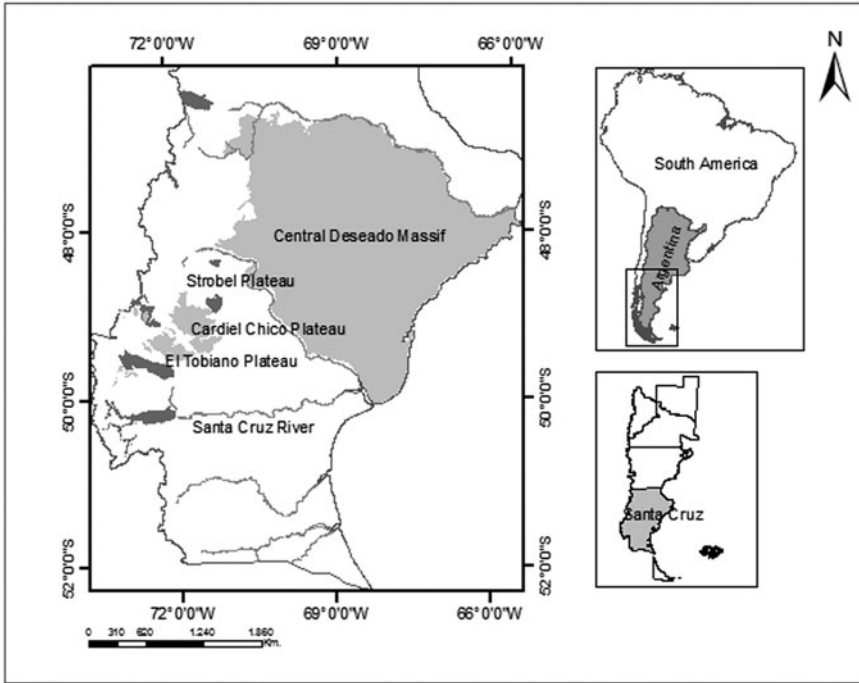 72°0'0"W 69°0'0"W 66°0'0"W
N
South America
Argentina
48°0'0"S
48°0'0"S
Central Deseado Massif
Strobel Plateau
Cardiel Chico Plateau
El Tobiano Plateau
50°0'0"S
50°0'0"S
Santa Cruz River
Santa Cruz
52°0'0"S
52°0'0"S
72°0'0"W 69°0'0"W 66°0'0"W
0 310 620 1.240 1.860
Km.